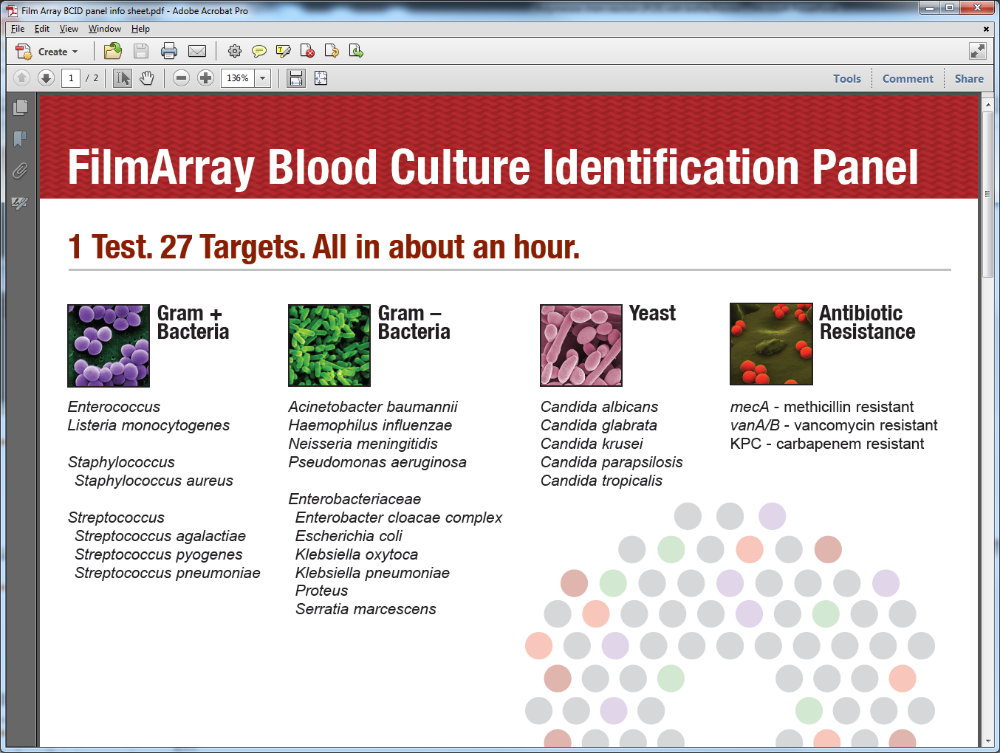 Film Array BCID panel info sheet.pdf - Adobe Acrobat Pro
File Edit View Window Help
Create
1 / 2 136% Tools Comment Share
FilmArray Blood Culture Identification Panel
1 Test. 27 Targets. All in about an hour.
Gram +
Bacteria
Enterococcus
Listeria monocytogenes
Staphylococcus
Staphylococcus aureus
Streptococcus
Streptococcus agalactiae
Streptococcus pyogenes
Streptococcus pneumoniae
Gram –
Bacteria
Acinetobacter baumannii
Haemophilus influenzae
Neisseria meningitidis
Pseudomonas aeruginosa
Enterobacteriaceae
Enterobacter cloacae complex
Escherichia coli
Klebsiella oxytoca
Klebsiella pneumoniae
Proteus
Serratia marcescens
Yeast
Candida albicans
Candida glabrata
Candida krusei
Candida parapsilosis
Candida tropicalis
Antibiotic
Resistance
mecA - methicillin resistant
vanA/B - vancomycin resistant
KPC - carbapenem resistant